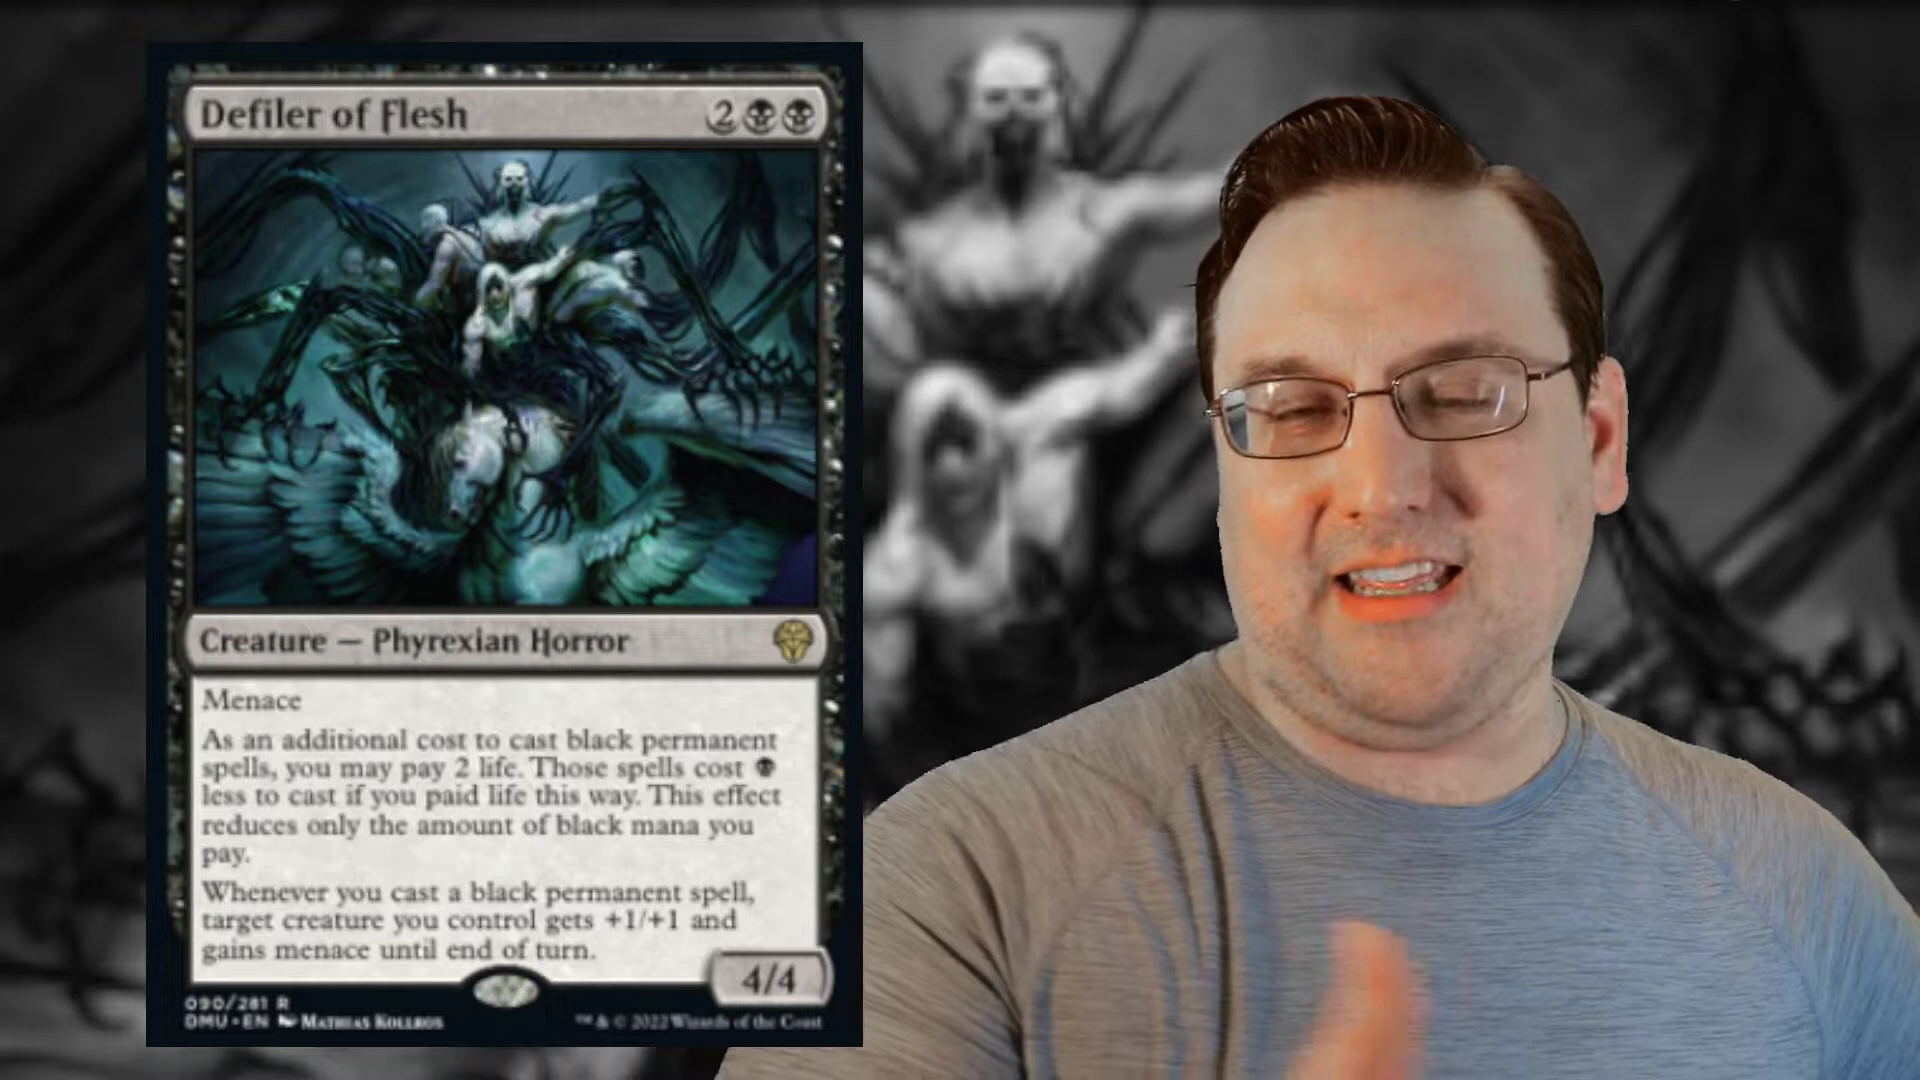 Defiler of Flesh 2
Creature — Phyrexian Horror
Menace
As an additional cost to cast black permanent
spells, you may pay 2 life. Those spells cost
less to cast if you paid life this way. This effect
reduces only the amount of black mana you
pay.
Whenever you cast a black permanent spell,
target creature you control gets +1/+1 and
gains menace until end of turn.
4/4
090/281 R
DMU • EN Mathias Kollros
™ & © 2022 Wizards of the Coast